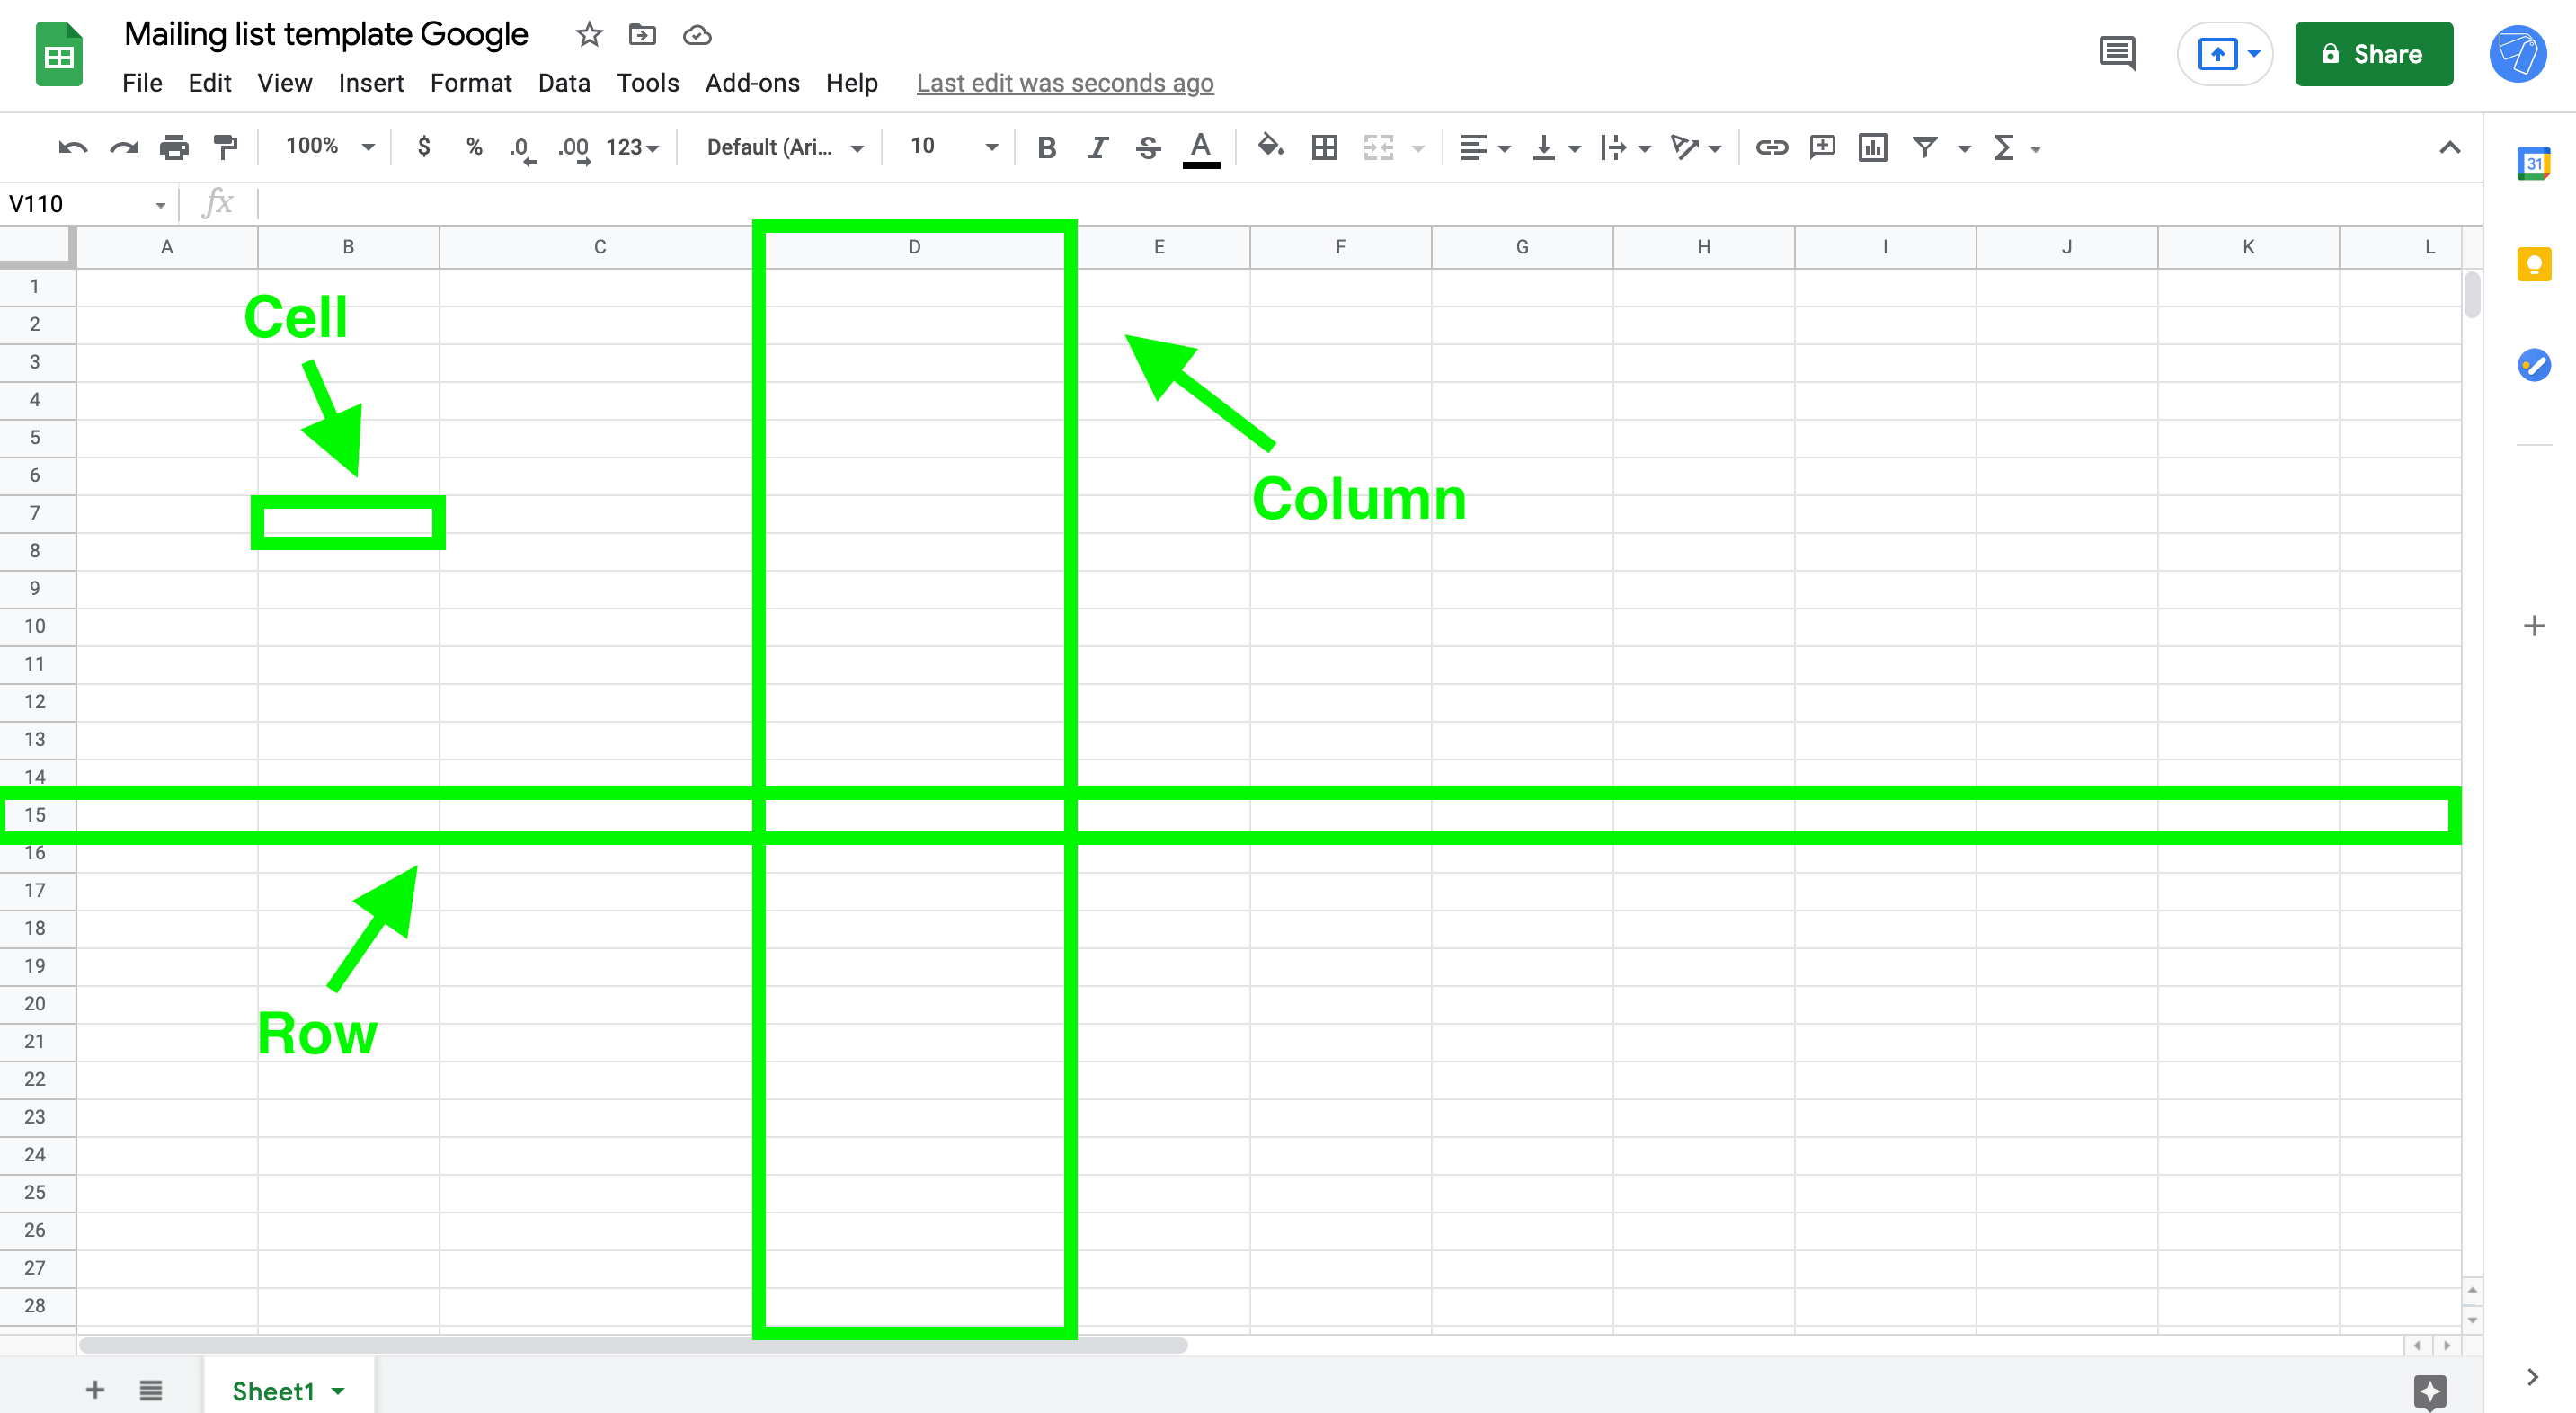 Mailing list template Google
File Edit View Insert Format Data Tools Add-ons Help Last edit was seconds ago
Share
100% $ % .0 .00 123 Default (Ari... 10 B I S A Σ
31
V110 fx
A B C D E F G H I J K L
1
2
Cell
3
4
5
6
7
Column
8
9
10
11
12
13
14
15
16
17
18
19
20
Row
21
22
23
24
25
26
27
28
Sheet1